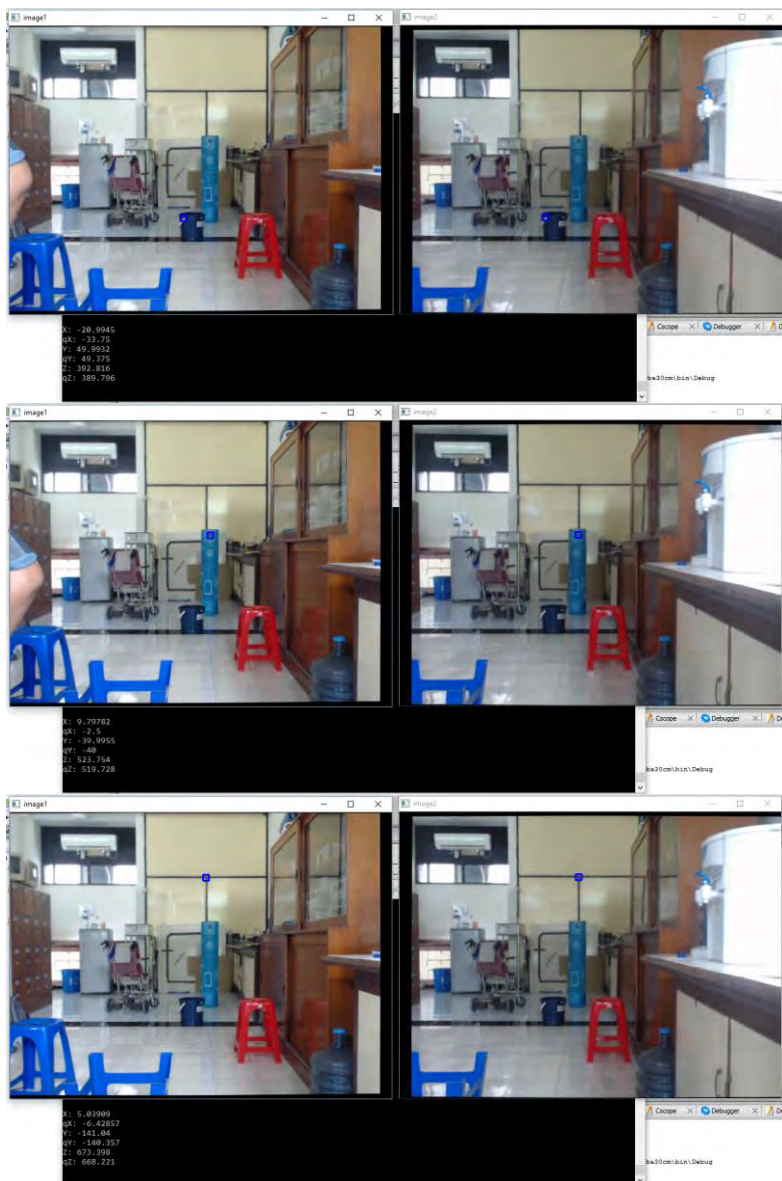 image1
image2
X: -20.9945
qX: -33.75
Y: 49.9932
qY: 49.375
Z: 392.816
qZ: 389.796
Cscope X Debugger X
ba30cm\bin\Debug
image1
image2
X: 9.79782
qX: -2.5
Y: -39.9955
qY: -40
Z: 523.754
qZ: 519.728
Cscope X Debugger X
ba30cm\bin\Debug
image1
image2
X: 5.03909
qX: -6.42857
Y: -141.04
qY: -140.357
Z: 673.398
qZ: 668.221
Cscope X Debugger X
ba30cm\bin\Debug